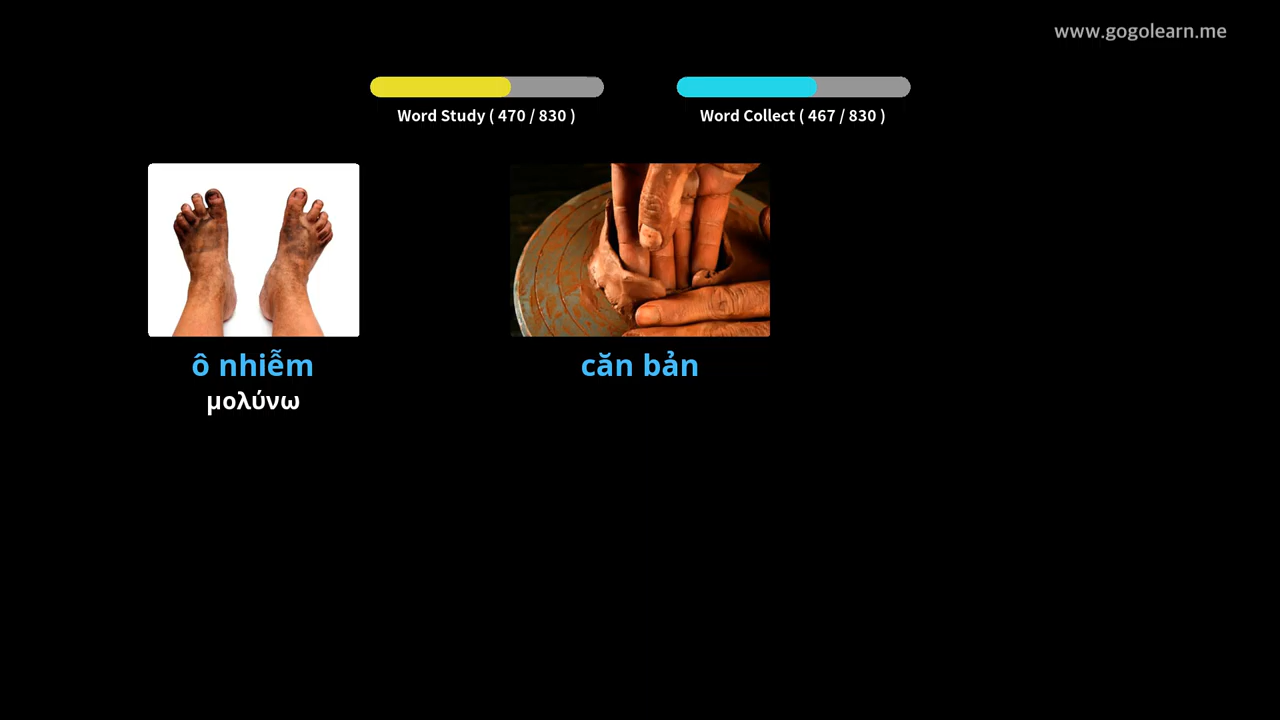 www.gogolearn.me
Word Study ( 470 / 830 )
Word Collect ( 467 / 830 )
ô nhiễm
μολύνω
căn bản